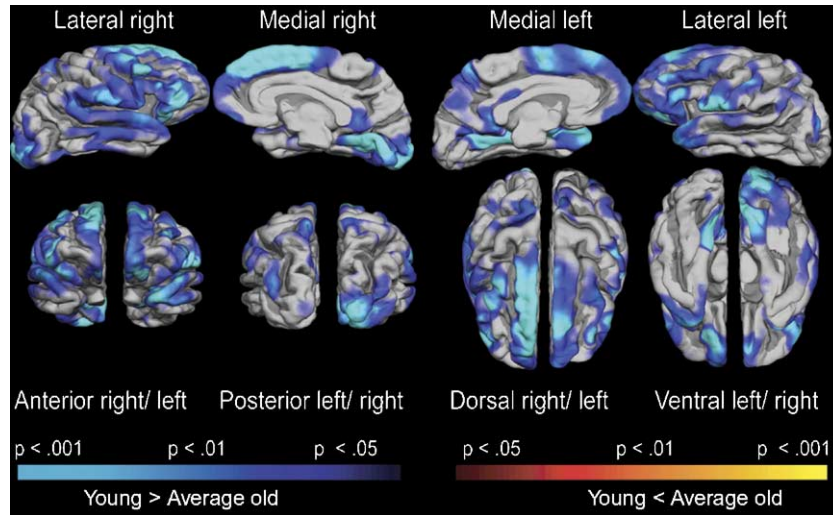 Lateral right Medial right Medial left Lateral left
Anterior right/ left Posterior left/ right Dorsal right/ left Ventral left/ right
p < .001 p < .01 p < .05 p < .05 p < .01 p < .001
Young > Average old Young < Average old